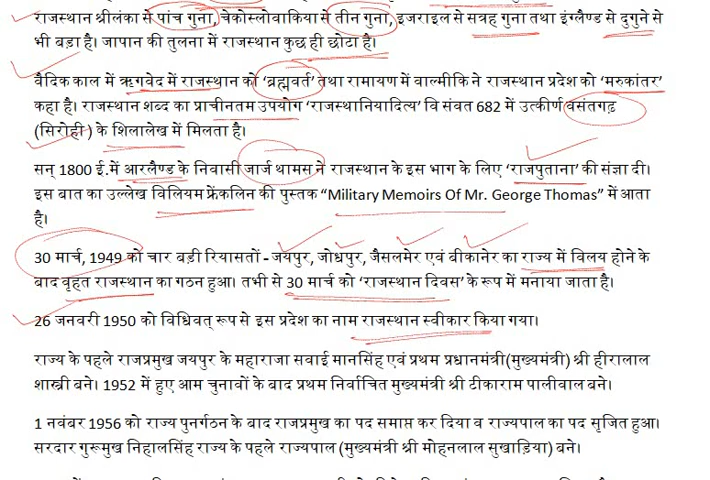 राजस्थान श्रीलंका से पांच गुना, चेकोस्लोवाकिया से तीन गुना, इजराइल से सत्रह गुना तथा इंग्लैण्ड से दुगुने से
भी बड़ा है। जापान की तुलना में राजस्थान कुछ ही छोटा है।
वैदिक काल में ऋगवेद में राजस्थान को ‘ब्रह्मवर्त’ तथा रामायण में वाल्मीकि ने राजस्थान प्रदेश को ‘मरुकांतर’
कहा है। राजस्थान शब्द का प्राचीनतम उपयोग ‘राजस्थानियादित्य’ वि संवत 682 में उत्कीर्ण वसंतगढ़
(सिरोही ) के शिलालेख में मिलता है।
सन् 1800 ई.में आरलैण्ड के निवासी जार्ज थामस ने राजस्थान के इस भाग के लिए ‘राजपुताना’ की संज्ञा दी।
इस बात का उल्लेख विलियम फ्रेंकलिन की पुस्तक “Military Memoirs Of Mr. George Thomas” में आता
है।
30 मार्च, 1949 को चार बड़ी रियासतों - जयपुर, जोधपुर, जैसलमेर एवं बीकानेर का राज्य में विलय होने के
बाद वृहत राजस्थान का गठन हुआ। तभी से 30 मार्च को ‘राजस्थान दिवस’ के रूप में मनाया जाता है।
26 जनवरी 1950 को विधिवत् रूप से इस प्रदेश का नाम राजस्थान स्वीकार किया गया।
राज्य के पहले राजप्रमुख जयपुर के महाराजा सवाई मानसिंह एवं प्रथम प्रधानमंत्री(मुख्यमंत्री) श्री हीरालाल
शास्त्री बने। 1952 में हुए आम चुनावों के बाद प्रथम निर्वाचित मुख्यमंत्री श्री टीकाराम पालीवाल बने।
1 नवंबर 1956 को राज्य पुनर्गठन के बाद राजप्रमुख का पद समाप्त कर दिया व राज्यपाल का पद सृजित हुआ।
सरदार गुरूमुख निहालसिंह राज्य के पहले राज्यपाल (मुख्यमंत्री श्री मोहनलाल सुखाड़िया) बने।